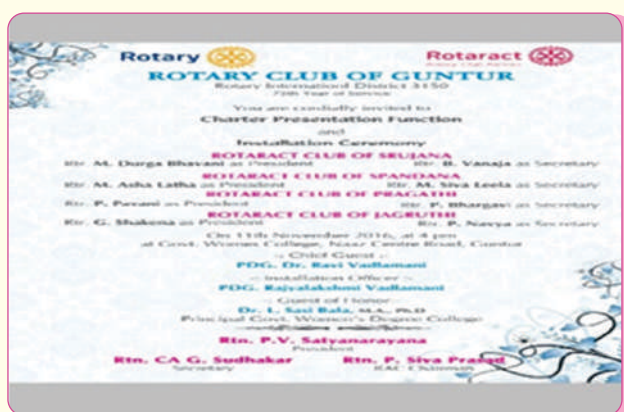 Rotary Rotaract
ROTARY CLUB OF GUNTUR
Rotary International District 3150
75th Year of Service
You are cordially invited to
Charter Presentation Function
and
Installation Ceremony
ROTARACT CLUB OF SRUJANA
Rtr. M. Durga Bhavani as President Rtr. B. Vanaja as Secretary
ROTARACT CLUB OF SPANDANA
Rtr. M. Asha Latha as President Rtr. M. Siva Leela as Secretary
ROTARACT CLUB OF PRAGATHI
Rtr. P. Pavani as President Rtr. P. Bhargavi as Secretary
ROTARACT CLUB OF JAGRUTHI
Rtr. G. Shakena as President Rtr. P. Navya as Secretary
On 11th November 2016, at 4 pm
at Govt. Women College, Naaz Centre Road, Guntur
-: Chief Guest :-
PDG. Dr. Ravi Vadlamani
-: Installation Officer :-
PDG. Rajyalakshmi Vadlamani
-: Guest of Honor :-
Dr. L. Sasi Bala, M.A., Ph.D
Principal Govt. Women's Degree College
Rtn. P.V. Satyanarayana
President
Rtn. CA G. Sudhakar Rtn. P. Siva Prasad
Secretary RAC Chairman